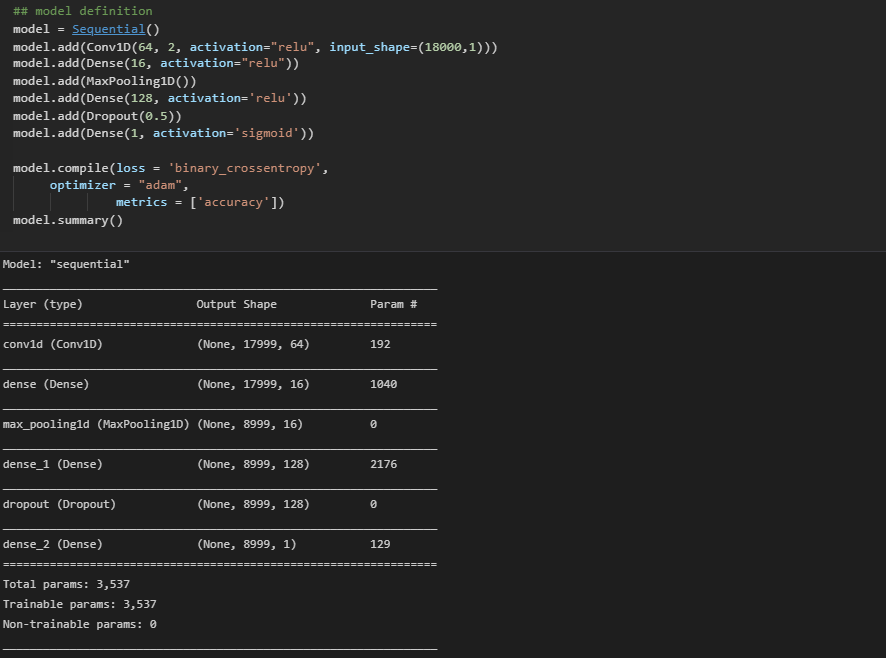 ## model definition
model = Sequential()
model.add(Conv1D(64, 2, activation="relu", input_shape=(18000,1)))
model.add(Dense(16, activation="relu"))
model.add(MaxPooling1D())
model.add(Dense(128, activation='relu'))
model.add(Dropout(0.5))
model.add(Dense(1, activation='sigmoid'))
model.compile(loss = 'binary_crossentropy',
optimizer = "adam",
metrics = ['accuracy'])
model.summary()
Model: "sequential"
_________________________________________________________________
Layer (type) Output Shape Param #
=================================================================
conv1d (Conv1D) (None, 17999, 64) 192
_________________________________________________________________
dense (Dense) (None, 17999, 16) 1040
_________________________________________________________________
max_pooling1d (MaxPooling1D) (None, 8999, 16) 0
_________________________________________________________________
dense_1 (Dense) (None, 8999, 128) 2176
_________________________________________________________________
dropout (Dropout) (None, 8999, 128) 0
_________________________________________________________________
dense_2 (Dense) (None, 8999, 1) 129
=================================================================
Total params: 3,537
Trainable params: 3,537
Non-trainable params: 0
_________________________________________________________________